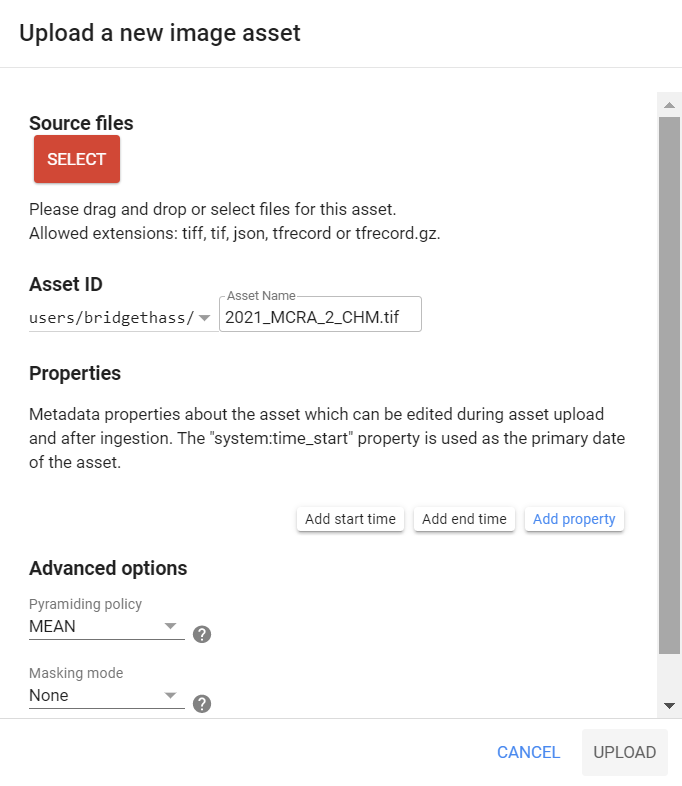 Upload a new image asset
Source files
SELECT
Please drag and drop or select files for this asset.
Allowed extensions: tiff, tif, json, tfrecord or tfrecord.gz.
Asset ID
users/bridgethass/
Asset Name
2021_MCRA_2_CHM.tif
Properties
Metadata properties about the asset which can be edited during asset upload
and after ingestion. The "system:time_start" property is used as the primary date
of the asset.
Add start time
Add end time
Add property
Advanced options
Pyramiding policy
MEAN
?
Masking mode
None
?
CANCEL
UPLOAD